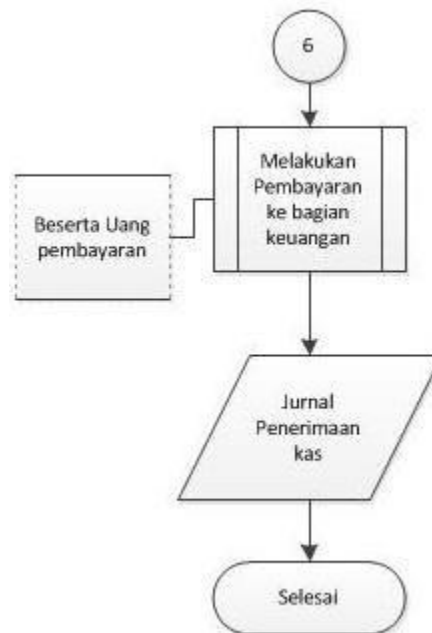 6
Melakukan
Pembayaran
ke bagian
keuangan
Beserta Uang
pembayaran
Jurnal
Penerimaan
kas
Selesai